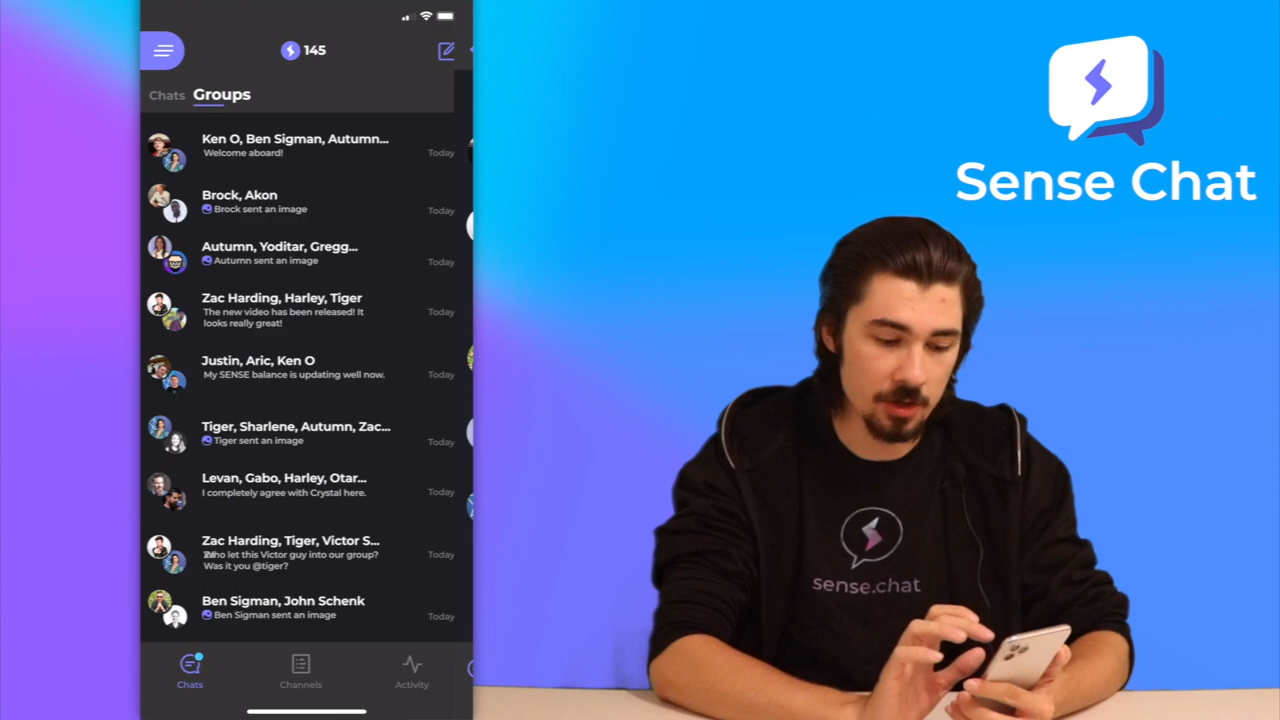 145
Chats Groups
Ken O, Ben Sigman, Autumn...
Welcome aboard!
Today
Brock, Akon
Brock sent an image
Today
Autumn, Yoditar, Gregg...
Autumn sent an image
Today
Zac Harding, Harley, Tiger
The new video has been released! It
looks really great!
Today
Justin, Aric, Ken O
My SENSE balance is updating well now.
Today
Tiger, Sharlene, Autumn, Zac...
Tiger sent an image
Today
Levan, Gabo, Harley, Otar...
I completely agree with Crystal here.
Today
Zac Harding, Tiger, Victor S...
Who let this Victor guy into our group?
Was it you @tiger?
Today
Ben Sigman, John Schenk
Ben Sigman sent an image
Today
Chats
Channels
Activity
Sense Chat
sense.chat